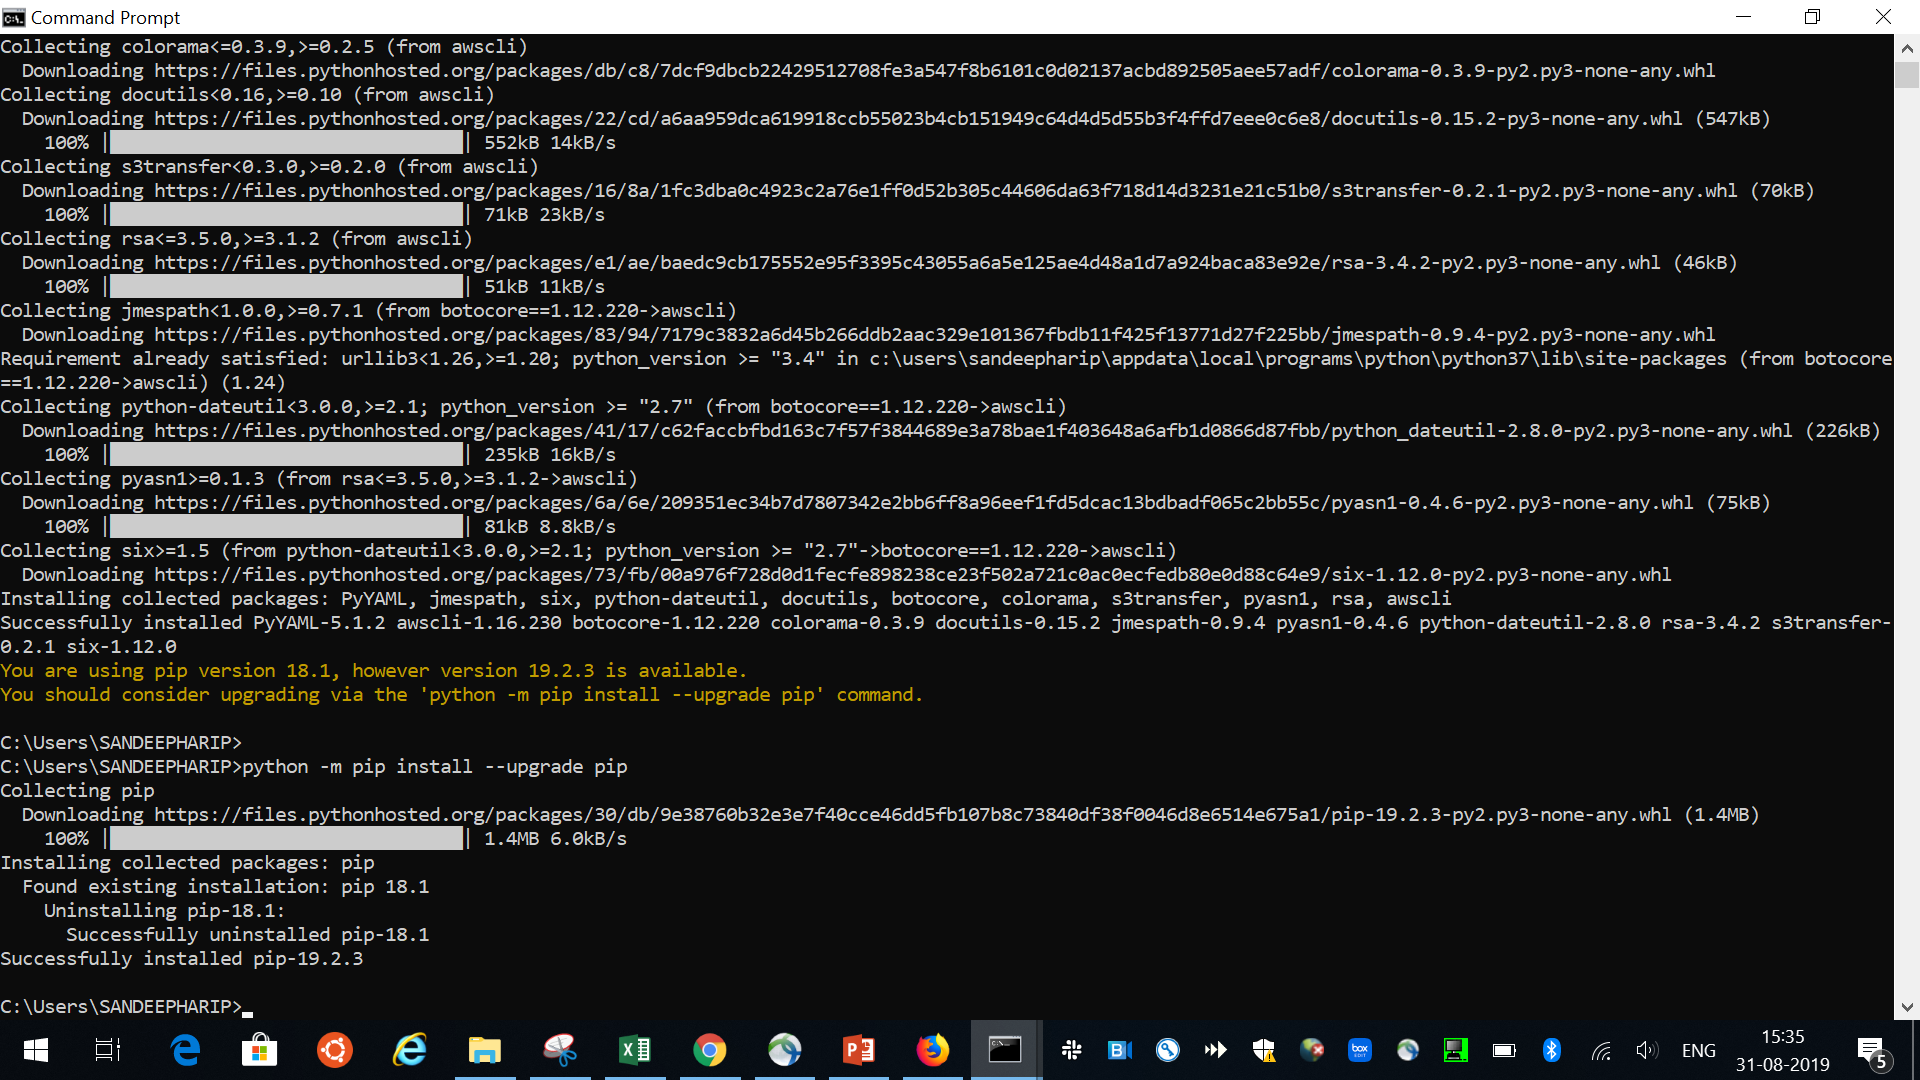 Command Prompt
Collecting colorama<=0.3.9,>=0.2.5 (from awscli)
Downloading https://files.pythonhosted.org/packages/db/c8/7dcf9dbcb22429512708fe3a547f8b6101c0d02137acbd892505aee57adf/colorama-0.3.9-py2.py3-none-any.whl
Collecting docutils<0.16,>=0.10 (from awscli)
Downloading https://files.pythonhosted.org/packages/22/cd/a6aa959dca619918ccb55023b4cb151949c64d4d5d55b3f4ffd7eee0c6e8/docutils-0.15.2-py3-none-any.whl (547kB)
100% |████████████████████████████████| 552kB 14kB/s
Collecting s3transfer<0.3.0,>=0.2.0 (from awscli)
Downloading https://files.pythonhosted.org/packages/16/8a/1fc3dba0c4923c2a76e1ff0d52b305c44606da63f718d14d3231e21c51b0/s3transfer-0.2.1-py2.py3-none-any.whl (70kB)
100% |████████████████████████████████| 71kB 23kB/s
Collecting rsa<=3.5.0,>=3.1.2 (from awscli)
Downloading https://files.pythonhosted.org/packages/e1/ae/baedc9cb175552e95f3395c43055a6a5e125ae4d48a1d7a924baca83e92e/rsa-3.4.2-py2.py3-none-any.whl (46kB)
100% |████████████████████████████████| 51kB 11kB/s
Collecting jmespath<1.0.0,>=0.7.1 (from botocore==1.12.220->awscli)
Downloading https://files.pythonhosted.org/packages/83/94/7179c3832a6d45b266ddb2aac329e101367fbdb11f425f13771d27f225bb/jmespath-0.9.4-py2.py3-none-any.whl
Requirement already satisfied: urllib3<1.26,>=1.20; python_version >= "3.4" in c:\users\sandeepharip\appdata\local\programs\python\python37\lib\site-packages (from botocore
==1.12.220->awscli) (1.24)
Collecting python-dateutil<3.0.0,>=2.1; python_version >= "2.7" (from botocore==1.12.220->awscli)
Downloading https://files.pythonhosted.org/packages/41/17/c62faccbfbd163c7f57f3844689e3a78bae1f403648a6afb1d0866d87fbb/python_dateutil-2.8.0-py2.py3-none-any.whl (226kB)
100% |████████████████████████████████| 235kB 16kB/s
Collecting pyasn1>=0.1.3 (from rsa<=3.5.0,>=3.1.2->awscli)
Downloading https://files.pythonhosted.org/packages/6a/6e/209351ec34b7d7807342e2bb6ff8a96eef1fd5dcac13bdbadf065c2bb55c/pyasn1-0.4.6-py2.py3-none-any.whl (75kB)
100% |████████████████████████████████| 81kB 8.8kB/s
Collecting six>=1.5 (from python-dateutil<3.0.0,>=2.1; python_version >= "2.7"->botocore==1.12.220->awscli)
Downloading https://files.pythonhosted.org/packages/73/fb/00a976f728d0d1fecfe898238ce23f502a721c0ac0ecfedb80e0d88c64e9/six-1.12.0-py2.py3-none-any.whl
Installing collected packages: PyYAML, jmespath, six, python-dateutil, docutils, botocore, colorama, s3transfer, pyasn1, rsa, awscli
Successfully installed PyYAML-5.1.2 awscli-1.16.230 botocore-1.12.220 colorama-0.3.9 docutils-0.15.2 jmespath-0.9.4 pyasn1-0.4.6 python-dateutil-2.8.0 rsa-3.4.2 s3transfer-
0.2.1 six-1.12.0
You are using pip version 18.1, however version 19.2.3 is available.
You should consider upgrading via the 'python -m pip install --upgrade pip' command.
C:\Users\SANDEEPHARIP>
C:\Users\SANDEEPHARIP>python -m pip install --upgrade pip
Collecting pip
Downloading https://files.pythonhosted.org/packages/30/db/9e38760b32e3e7f40cce46dd5fb107b8c73840df38f0046d8e6514e675a1/pip-19.2.3-py2.py3-none-any.whl (1.4MB)
100% |████████████████████████████████| 1.4MB 6.0kB/s
Installing collected packages: pip
Found existing installation: pip 18.1
Uninstalling pip-18.1:
Successfully uninstalled pip-18.1
Successfully installed pip-19.2.3
C:\Users\SANDEEPHARIP>
box
ENG
15:35
31-08-2019
5